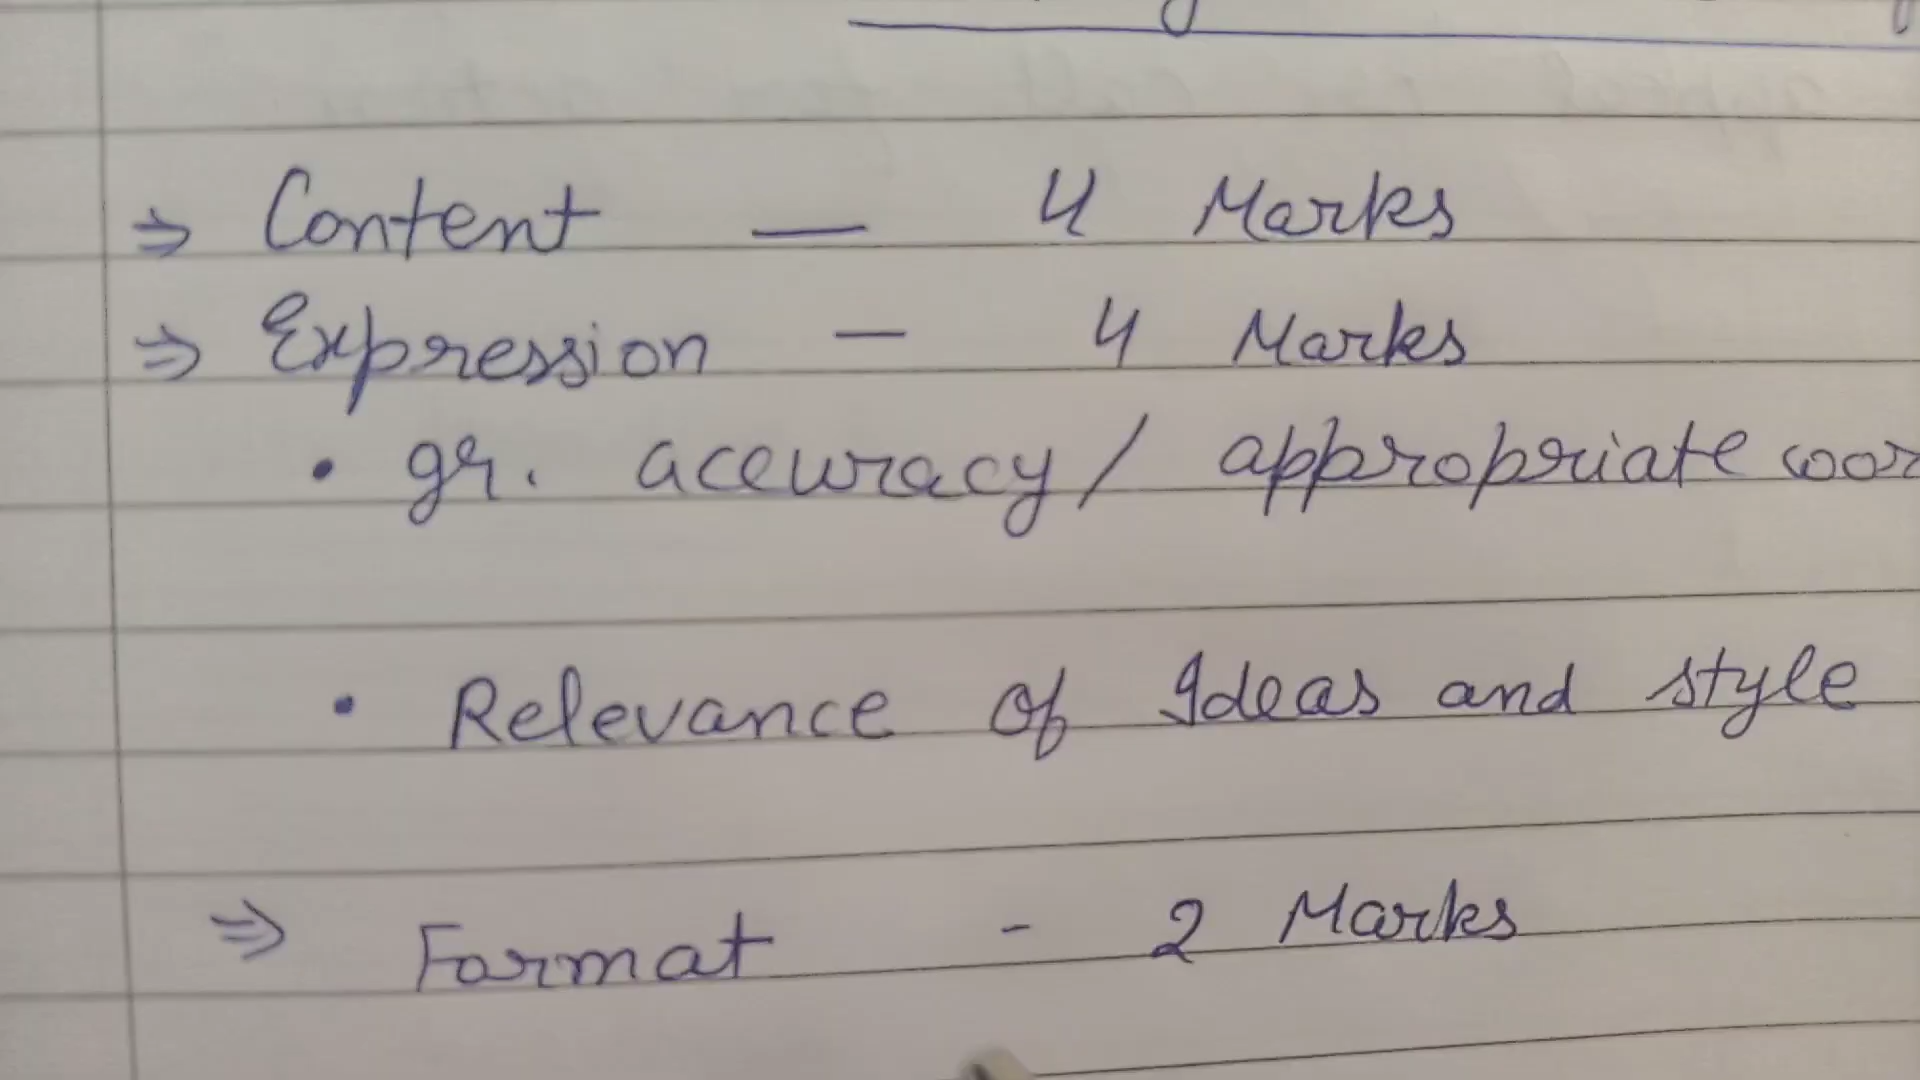 ⇒ Content — 4 Marks
⇒ Expression — 4 Marks
• gr. accuracy/ appropriate
• Relevance of Ideas and style
⇒ Format - 2 Marks